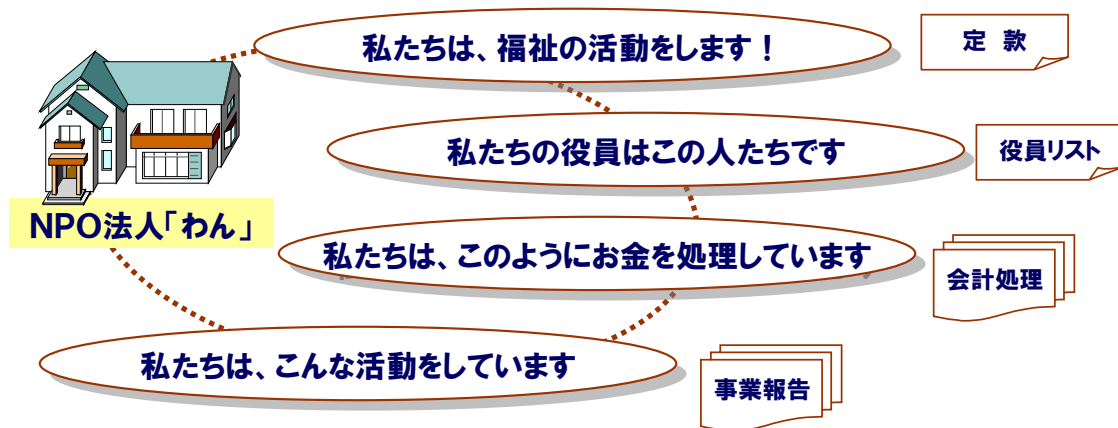 私たちは、福祉の活動をします！
定 款
私たちの役員はこの人たちです
役員リスト
NPO法人「わん」
私たちは、このようにお金を処理しています
会計処理
私たちは、こんな活動をしています
事業報告